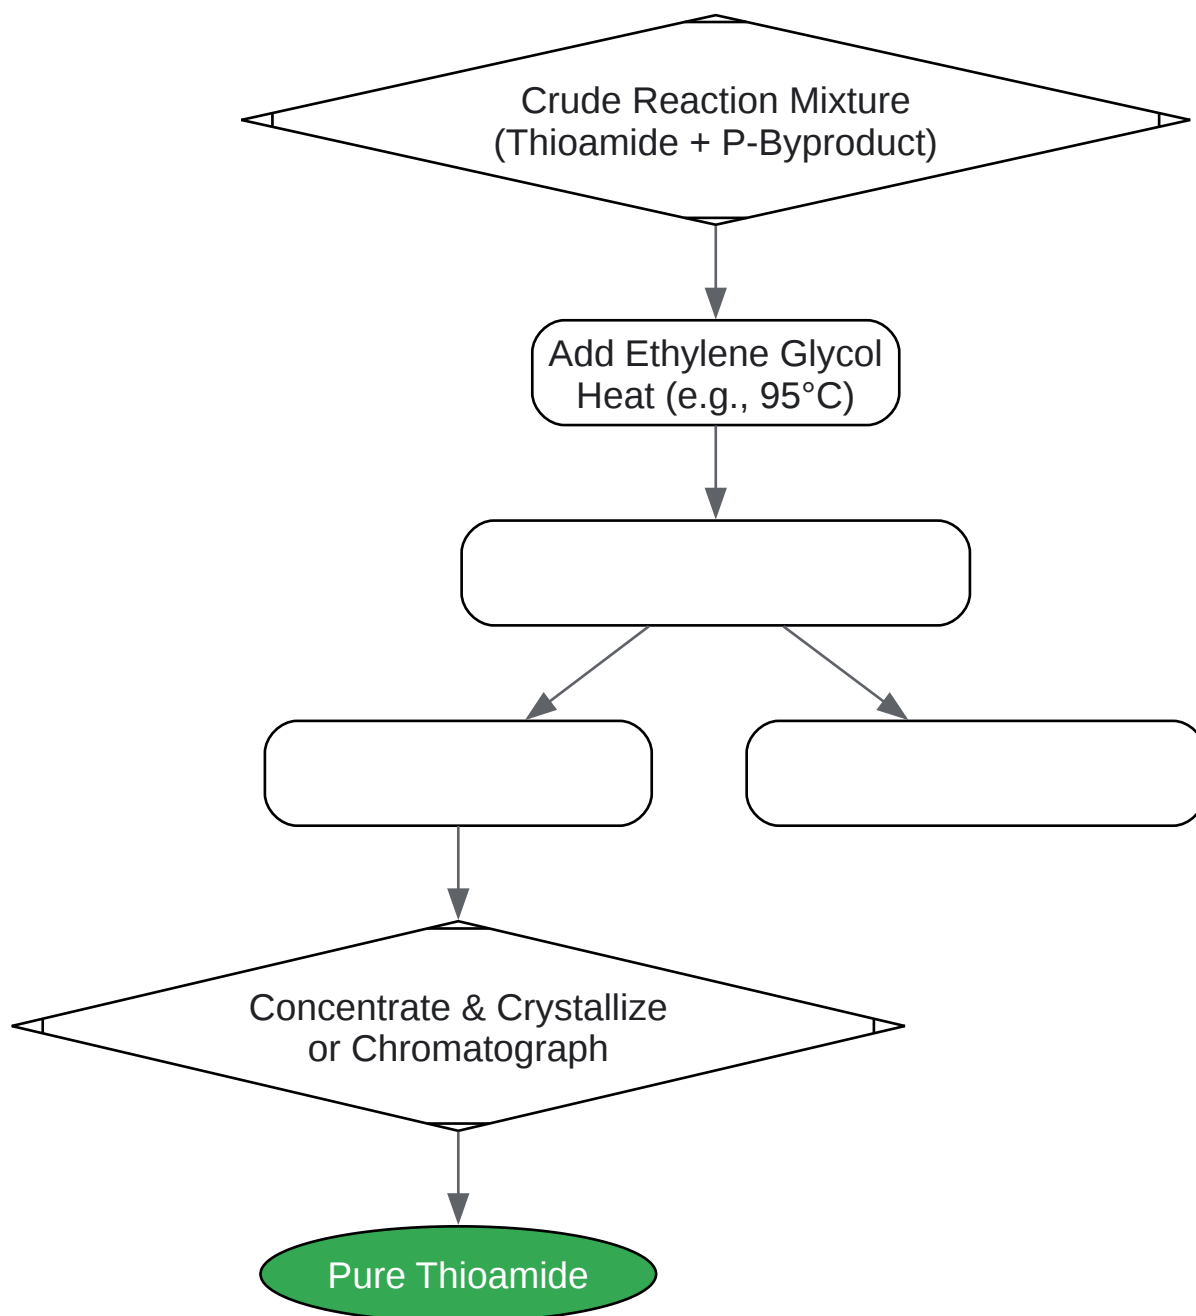 Crude Reaction Mixture
(Thioamide + P-Byproduct)
Add Ethylene Glycol
Heat (e.g., 95°C)
Concentrate & Crystallize
or Chromatograph
Pure Thioamide